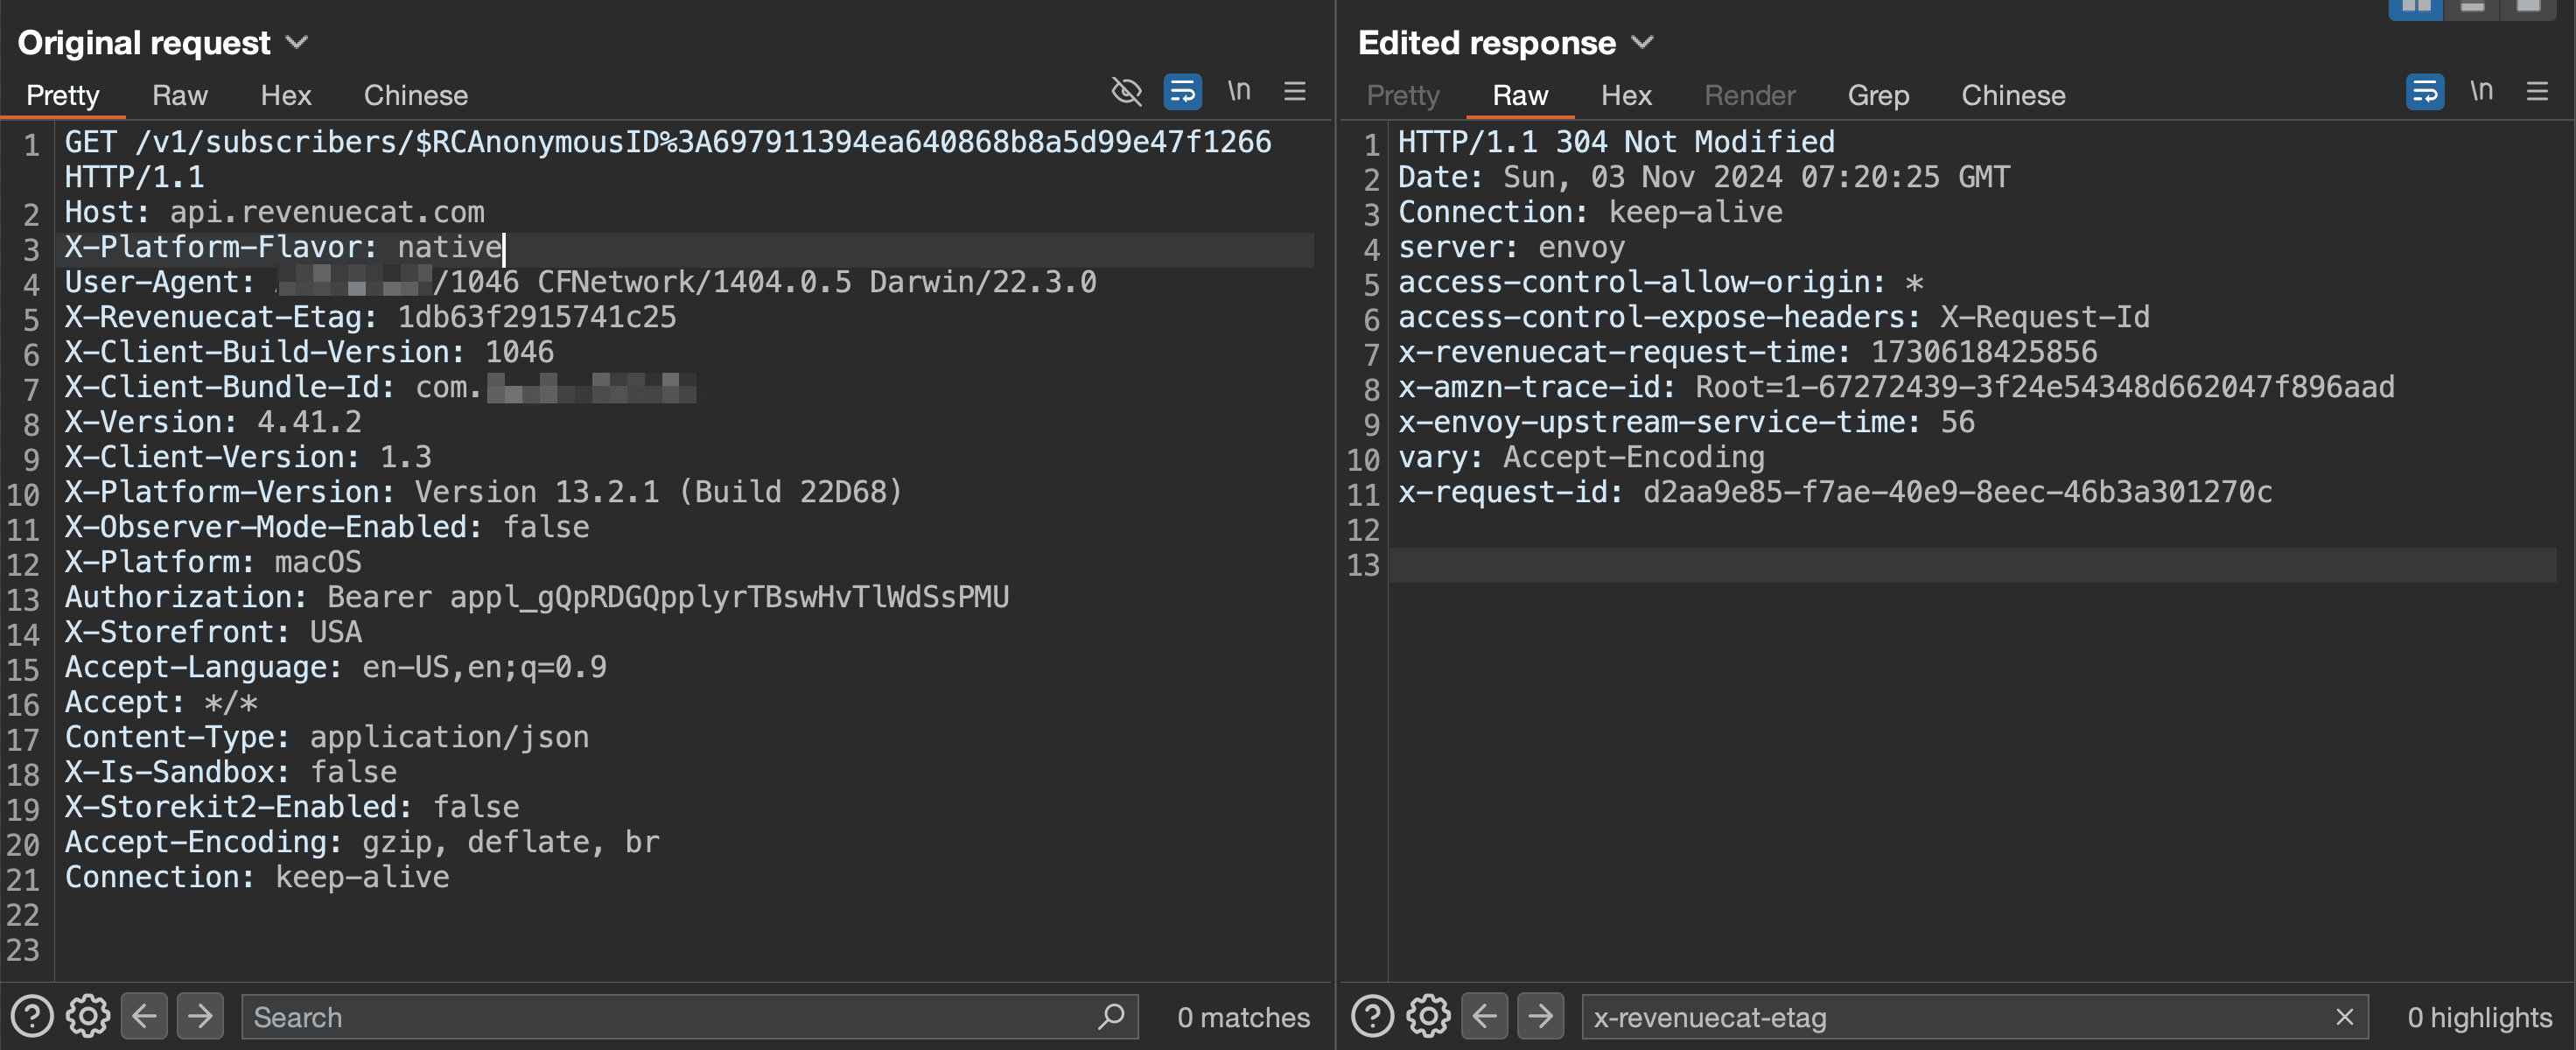 Original request
Pretty Raw Hex Chinese \n
1 GET /v1/subscribers/$RCAnonymousID%3A697911394ea640868b8a5d99e47f1266
HTTP/1.1
2 Host: api.revenuecat.com
3 X-Platform-Flavor: native
4 User-Agent: /1046 CFNetwork/1404.0.5 Darwin/22.3.0
5 X-Revenuecat-Etag: 1db63f2915741c25
6 X-Client-Build-Version: 1046
7 X-Client-Bundle-Id: com.
8 X-Version: 4.41.2
9 X-Client-Version: 1.3
10 X-Platform-Version: Version 13.2.1 (Build 22D68)
11 X-Observer-Mode-Enabled: false
12 X-Platform: macOS
13 Authorization: Bearer appl_gQpRDGQpplyrTBswHvTlWdSsPMU
14 X-Storefront: USA
15 Accept-Language: en-US,en;q=0.9
16 Accept: */*
17 Content-Type: application/json
18 X-Is-Sandbox: false
19 X-Storekit2-Enabled: false
20 Accept-Encoding: gzip, deflate, br
21 Connection: keep-alive
22
23
Search 0 matches
Edited response
Pretty Raw Hex Render Grep Chinese \n
1 HTTP/1.1 304 Not Modified
2 Date: Sun, 03 Nov 2024 07:20:25 GMT
3 Connection: keep-alive
4 server: envoy
5 access-control-allow-origin: *
6 access-control-expose-headers: X-Request-Id
7 x-revenuecat-request-time: 1730618425856
8 x-amzn-trace-id: Root=1-67272439-3f24e54348d662047f896aad
9 x-envoy-upstream-service-time: 56
10 vary: Accept-Encoding
11 x-request-id: d2aa9e85-f7ae-40e9-8eec-46b3a301270c
12
13
x-revenuecat-etag 0 highlights